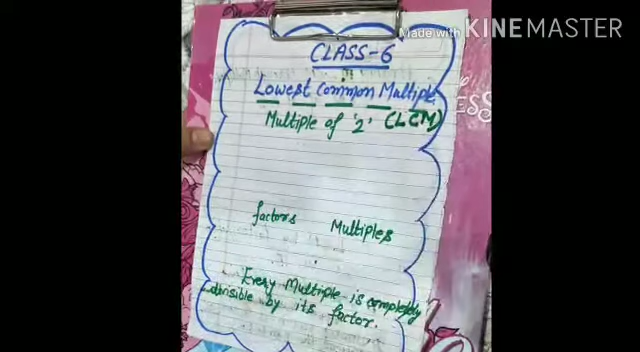 Made with KINEMASTER
CLASS-6
Lowest Common Multiple
Multiple of '2' (LCM)
factors Multiples
Every Multiple is completely
divisible by its factor.